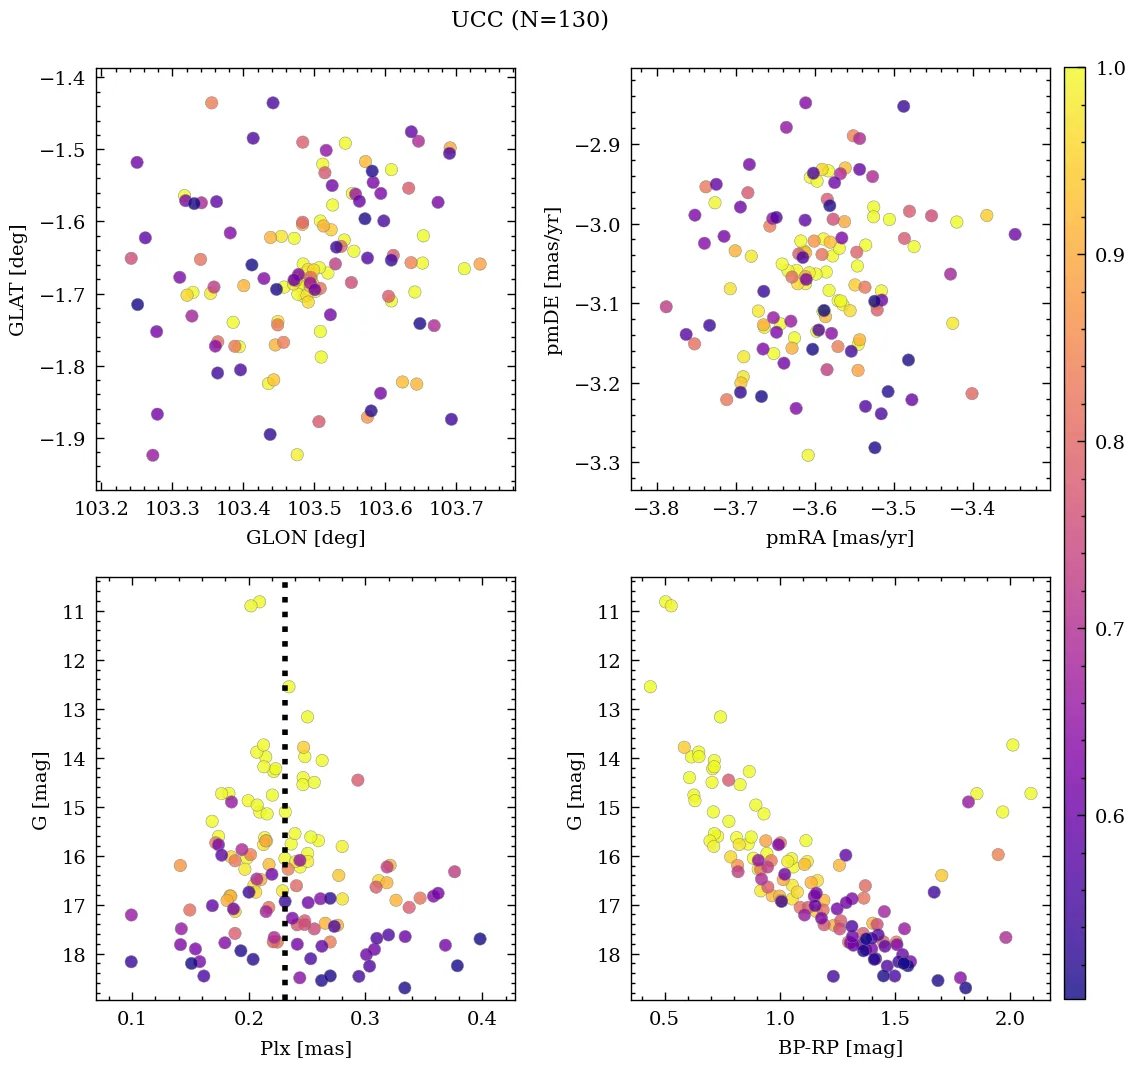 UCC (N=130)
−1.4
−1.5
−1.6
−1.7
−1.8
−1.9
GLAT [deg]
103.2 103.3 103.4 103.5 103.6 103.7
GLON [deg]
−2.9
−3.0
−3.1
−3.2
−3.3
pmDE [mas/yr]
−3.8 −3.7 −3.6 −3.5 −3.4
pmRA [mas/yr]
11
12
13
14
15
16
17
18
G [mag]
0.1 0.2 0.3 0.4
Plx [mas]
11
12
13
14
15
16
17
18
G [mag]
0.5 1.0 1.5 2.0
BP-RP [mag]
1.0
0.9
0.8
0.7
0.6